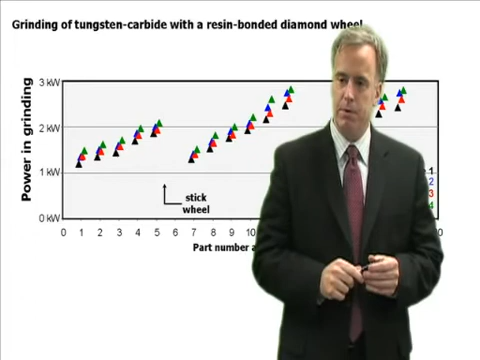 Grinding of tungsten-carbide with a resin-bonded diamond wheel
Power in grinding
3 kW
2 kW
1 kW
0 kW
stick
wheel
1
2
3
4
0 1 2 3 4 5 6 7 8 9 10
Part number